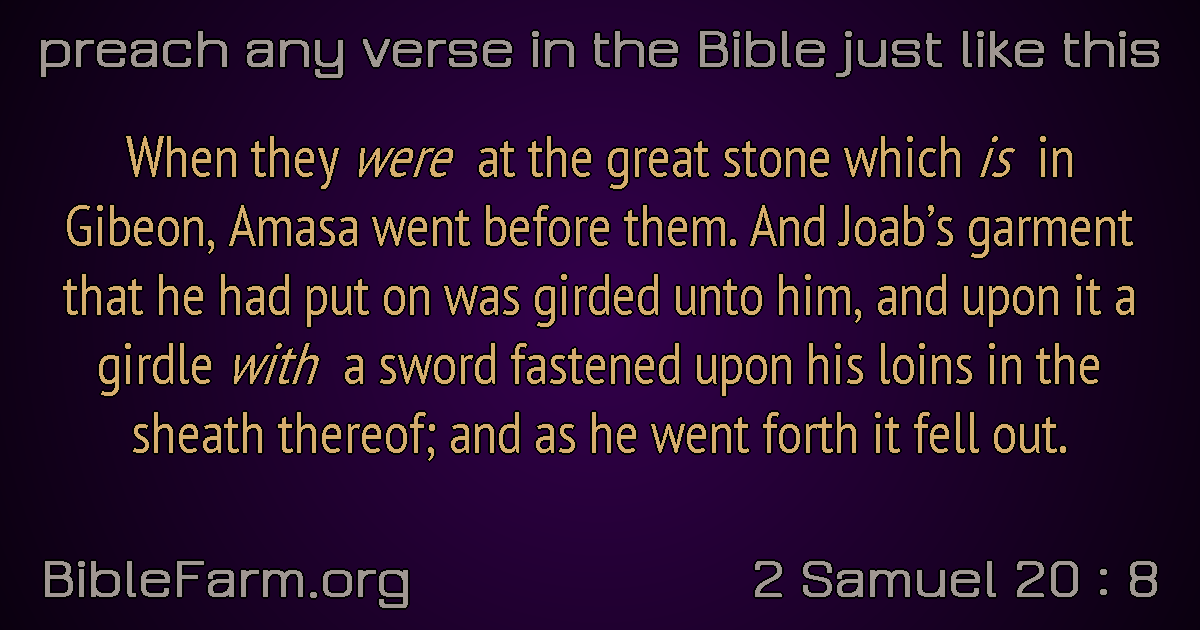 preach any verse in the Bible just like this
When they were at the great stone which is in
Gibeon, Amasa went before them. And Joab’s garment
that he had put on was girded unto him, and upon it a
girdle with a sword fastened upon his loins in the
sheath thereof; and as he went forth it fell out.
BibleFarm.org
2 Samuel 20 : 8